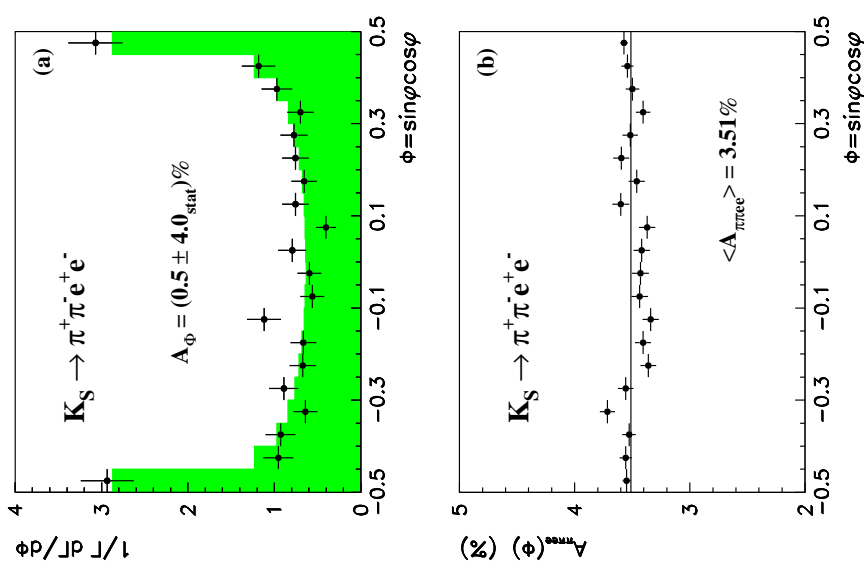 1/Γ dΓ/dΦ
4
3
2
1
0
(a)
K_S → π⁺π⁻e⁺e⁻
A_Φ = (0.5 ± 4.0_stat)%
−0.5 −0.3 −0.1 0.1 0.3 0.5
Φ=sinφcosφ
A_ππee(Φ) (%)
5
4
3
2
(b)
K_S → π⁺π⁻e⁺e⁻
<A_ππee> = 3.51%
−0.5 −0.3 −0.1 0.1 0.3 0.5
Φ=sinφcosφ